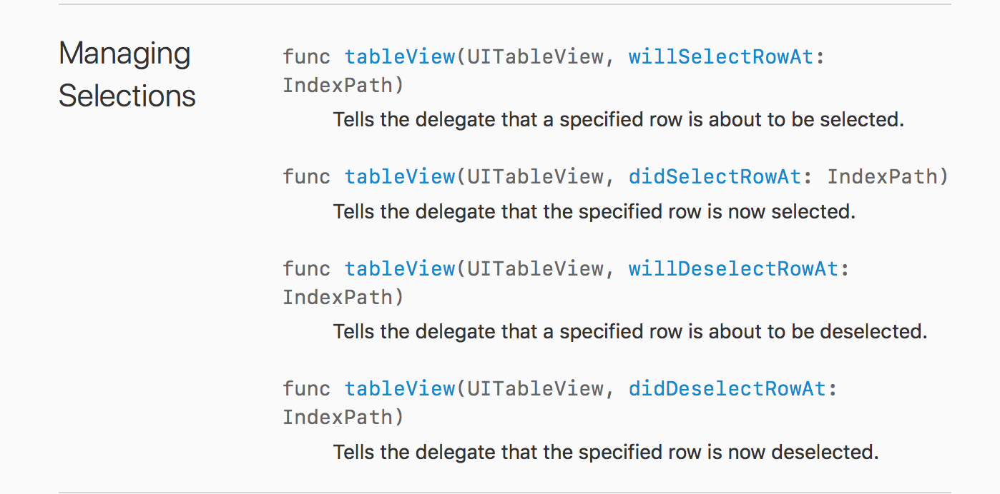 Managing
Selections
func tableView(UITableView, willSelectRowAt:
IndexPath)
Tells the delegate that a specified row is about to be selected.
func tableView(UITableView, didSelectRowAt: IndexPath)
Tells the delegate that the specified row is now selected.
func tableView(UITableView, willDeselectRowAt:
IndexPath)
Tells the delegate that a specified row is about to be deselected.
func tableView(UITableView, didDeselectRowAt:
IndexPath)
Tells the delegate that the specified row is now deselected.